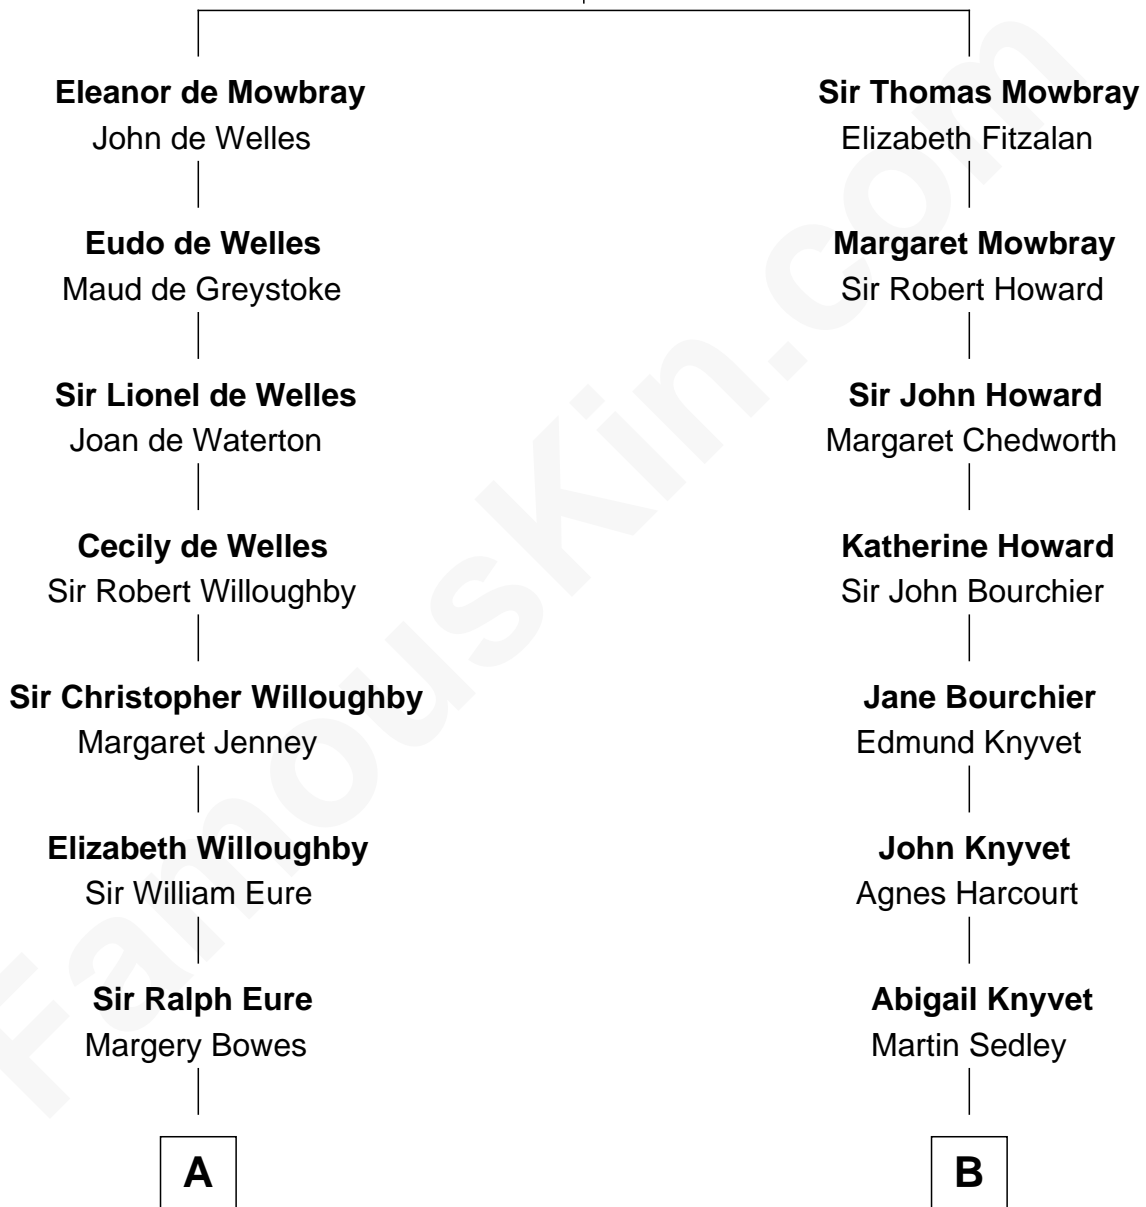 Eleanor de Mowbray
John de Welles
Sir Thomas Mowbray
Elizabeth Fitzalan
Eudo de Welles
Maud de Greystoke
Margaret Mowbray
Sir Robert Howard
Sir Lionel de Welles
Joan de Waterton
Sir John Howard
Margaret Chedworth
Cecily de Welles
Sir Robert Willoughby
Katherine Howard
Sir John Bourchier
Sir Christopher Willoughby
Margaret Jenney
Jane Bourchier
Edmund Knyvet
Elizabeth Willoughby
Sir William Eure
John Knyvet
Agnes Harcourt
Sir Ralph Eure
Margery Bowes
Abigail Knyvet
Martin Sedley
A
B
FamousKin.com